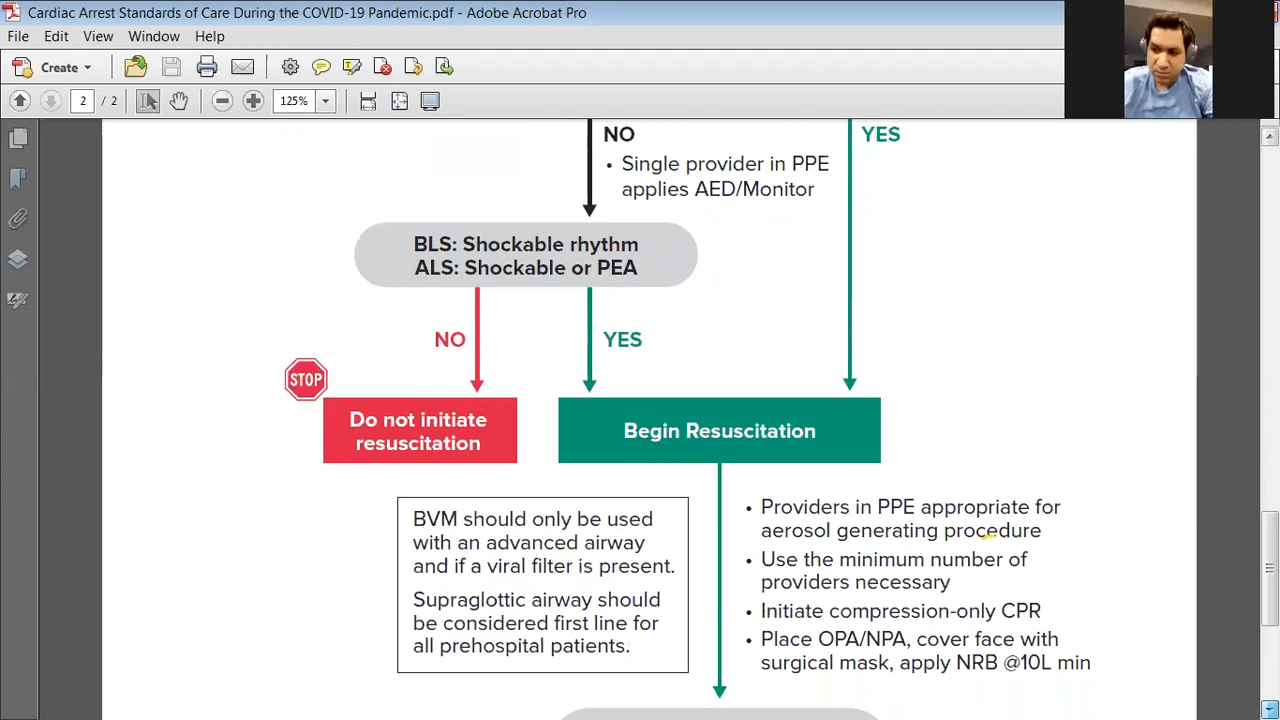 Cardiac Arrest Standards of Care During the COVID-19 Pandemic.pdf - Adobe Acrobat Pro
File Edit View Window Help
Create
2 / 2 125%
NO
• Single provider in PPE
applies AED/Monitor
YES
BLS: Shockable rhythm
ALS: Shockable or PEA
NO
YES
STOP
Do not initiate
resuscitation
Begin Resuscitation
BVM should only be used
with an advanced airway
and if a viral filter is present.
Supraglottic airway should
be considered first line for
all prehospital patients.
• Providers in PPE appropriate for
aerosol generating procedure
• Use the minimum number of
providers necessary
• Initiate compression-only CPR
• Place OPA/NPA, cover face with
surgical mask, apply NRB @10L min